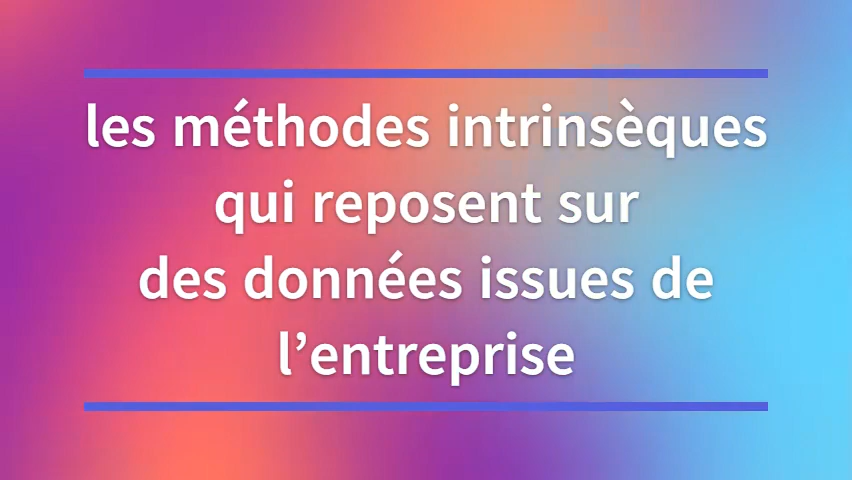 les méthodes intrinsèques
qui reposent sur
des données issues de
l’entreprise